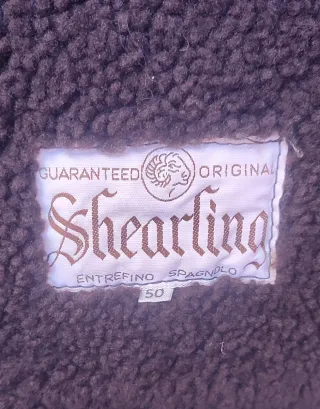 GUARANTEED ORIGINAL
Shearling
ENTREFINO SPAGNOLO
50